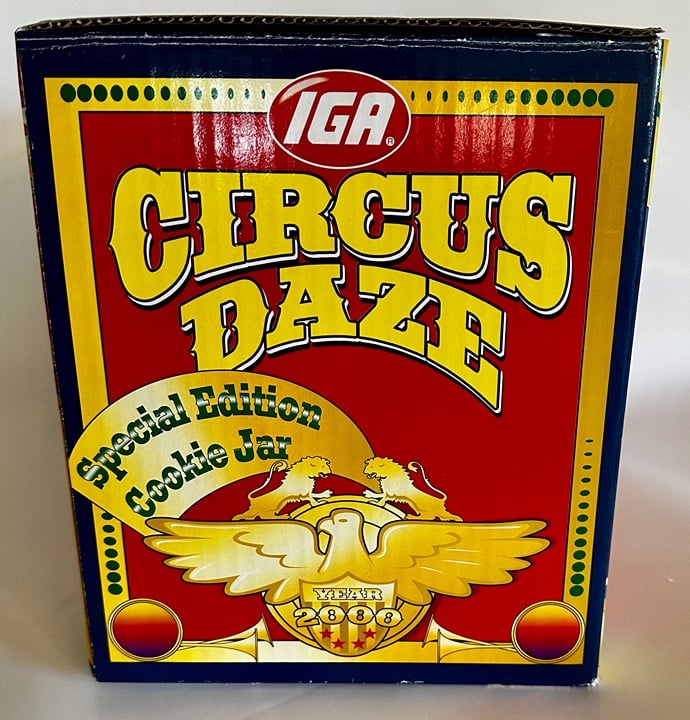 IGA®
CIRCUS
DAZE
Special Edition
Cookie Jar
YEAR
2000